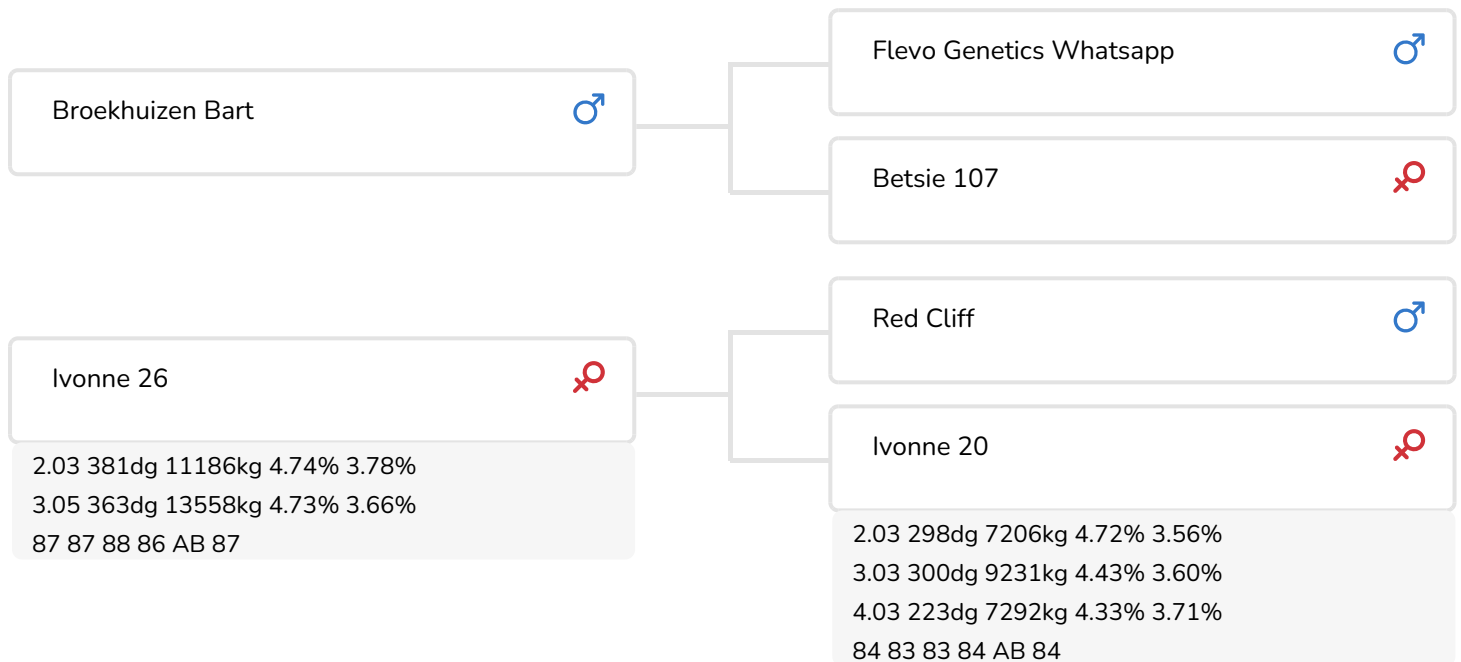 Flevo Genetics Whatsapp
Broekhuizen Bart
Betsie 107
Red Cliff
Ivonne 26
Ivonne 20
2.03 381dg 11186kg 4.74% 3.78%
3.05 363dg 13558kg 4.73% 3.66%
87 87 88 86 AB 87
2.03 298dg 7206kg 4.72% 3.56%
3.03 300dg 9231kg 4.43% 3.60%
4.03 223dg 7292kg 4.33% 3.71%
84 83 83 84 AB 84